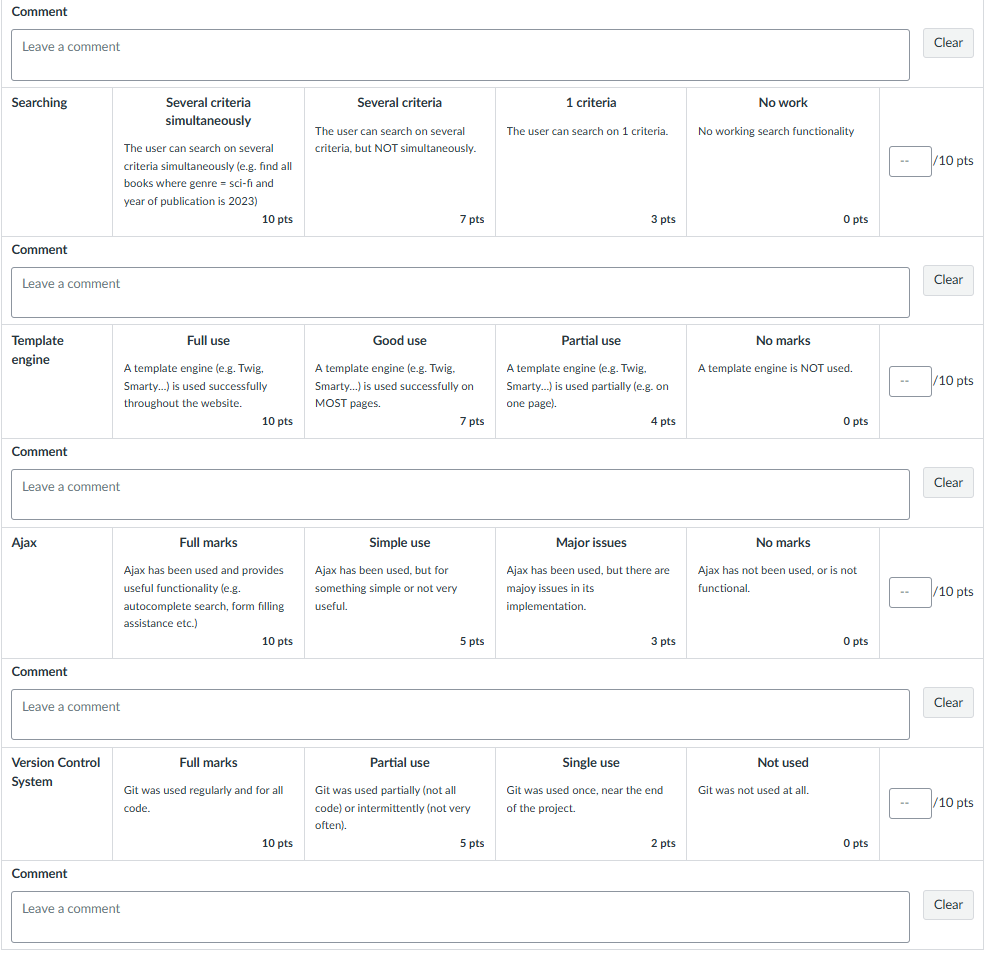 Comment
Leave a comment
Clear
Searching
Several criteria
simultaneously
The user can search on several
criteria simultaneously (e.g. find all
books where genre = sci-fi and
year of publication is 2023)
10 pts
Several criteria
The user can search on several
criteria, but NOT simultaneously.
7 pts
1 criteria
The user can search on 1 criteria.
3 pts
No work
No working search functionality
0 pts
-- /10 pts
Comment
Leave a comment
Clear
Template
engine
Full use
A template engine (e.g. Twig,
Smarty...) is used successfully
throughout the website.
10 pts
Good use
A template engine (e.g. Twig,
Smarty...) is used successfully on
MOST pages.
7 pts
Partial use
A template engine (e.g. Twig,
Smarty...) is used partially (e.g. on
one page).
4 pts
No marks
A template engine is NOT used.
0 pts
-- /10 pts
Comment
Leave a comment
Clear
Ajax
Full marks
Ajax has been used and provides
useful functionality (e.g.
autocomplete search, form filling
assistance etc.)
10 pts
Simple use
Ajax has been used, but for
something simple or not very
useful.
5 pts
Major issues
Ajax has been used, but there are
majoy issues in its
implementation.
3 pts
No marks
Ajax has not been used, or is not
functional.
0 pts
-- /10 pts
Comment
Leave a comment
Clear
Version Control
System
Full marks
Git was used regularly and for all
code.
10 pts
Partial use
Git was used partially (not all
code) or intermittently (not very
often).
5 pts
Single use
Git was used once, near the end
of the project.
2 pts
Not used
Git was not used at all.
0 pts
-- /10 pts
Comment
Leave a comment
Clear